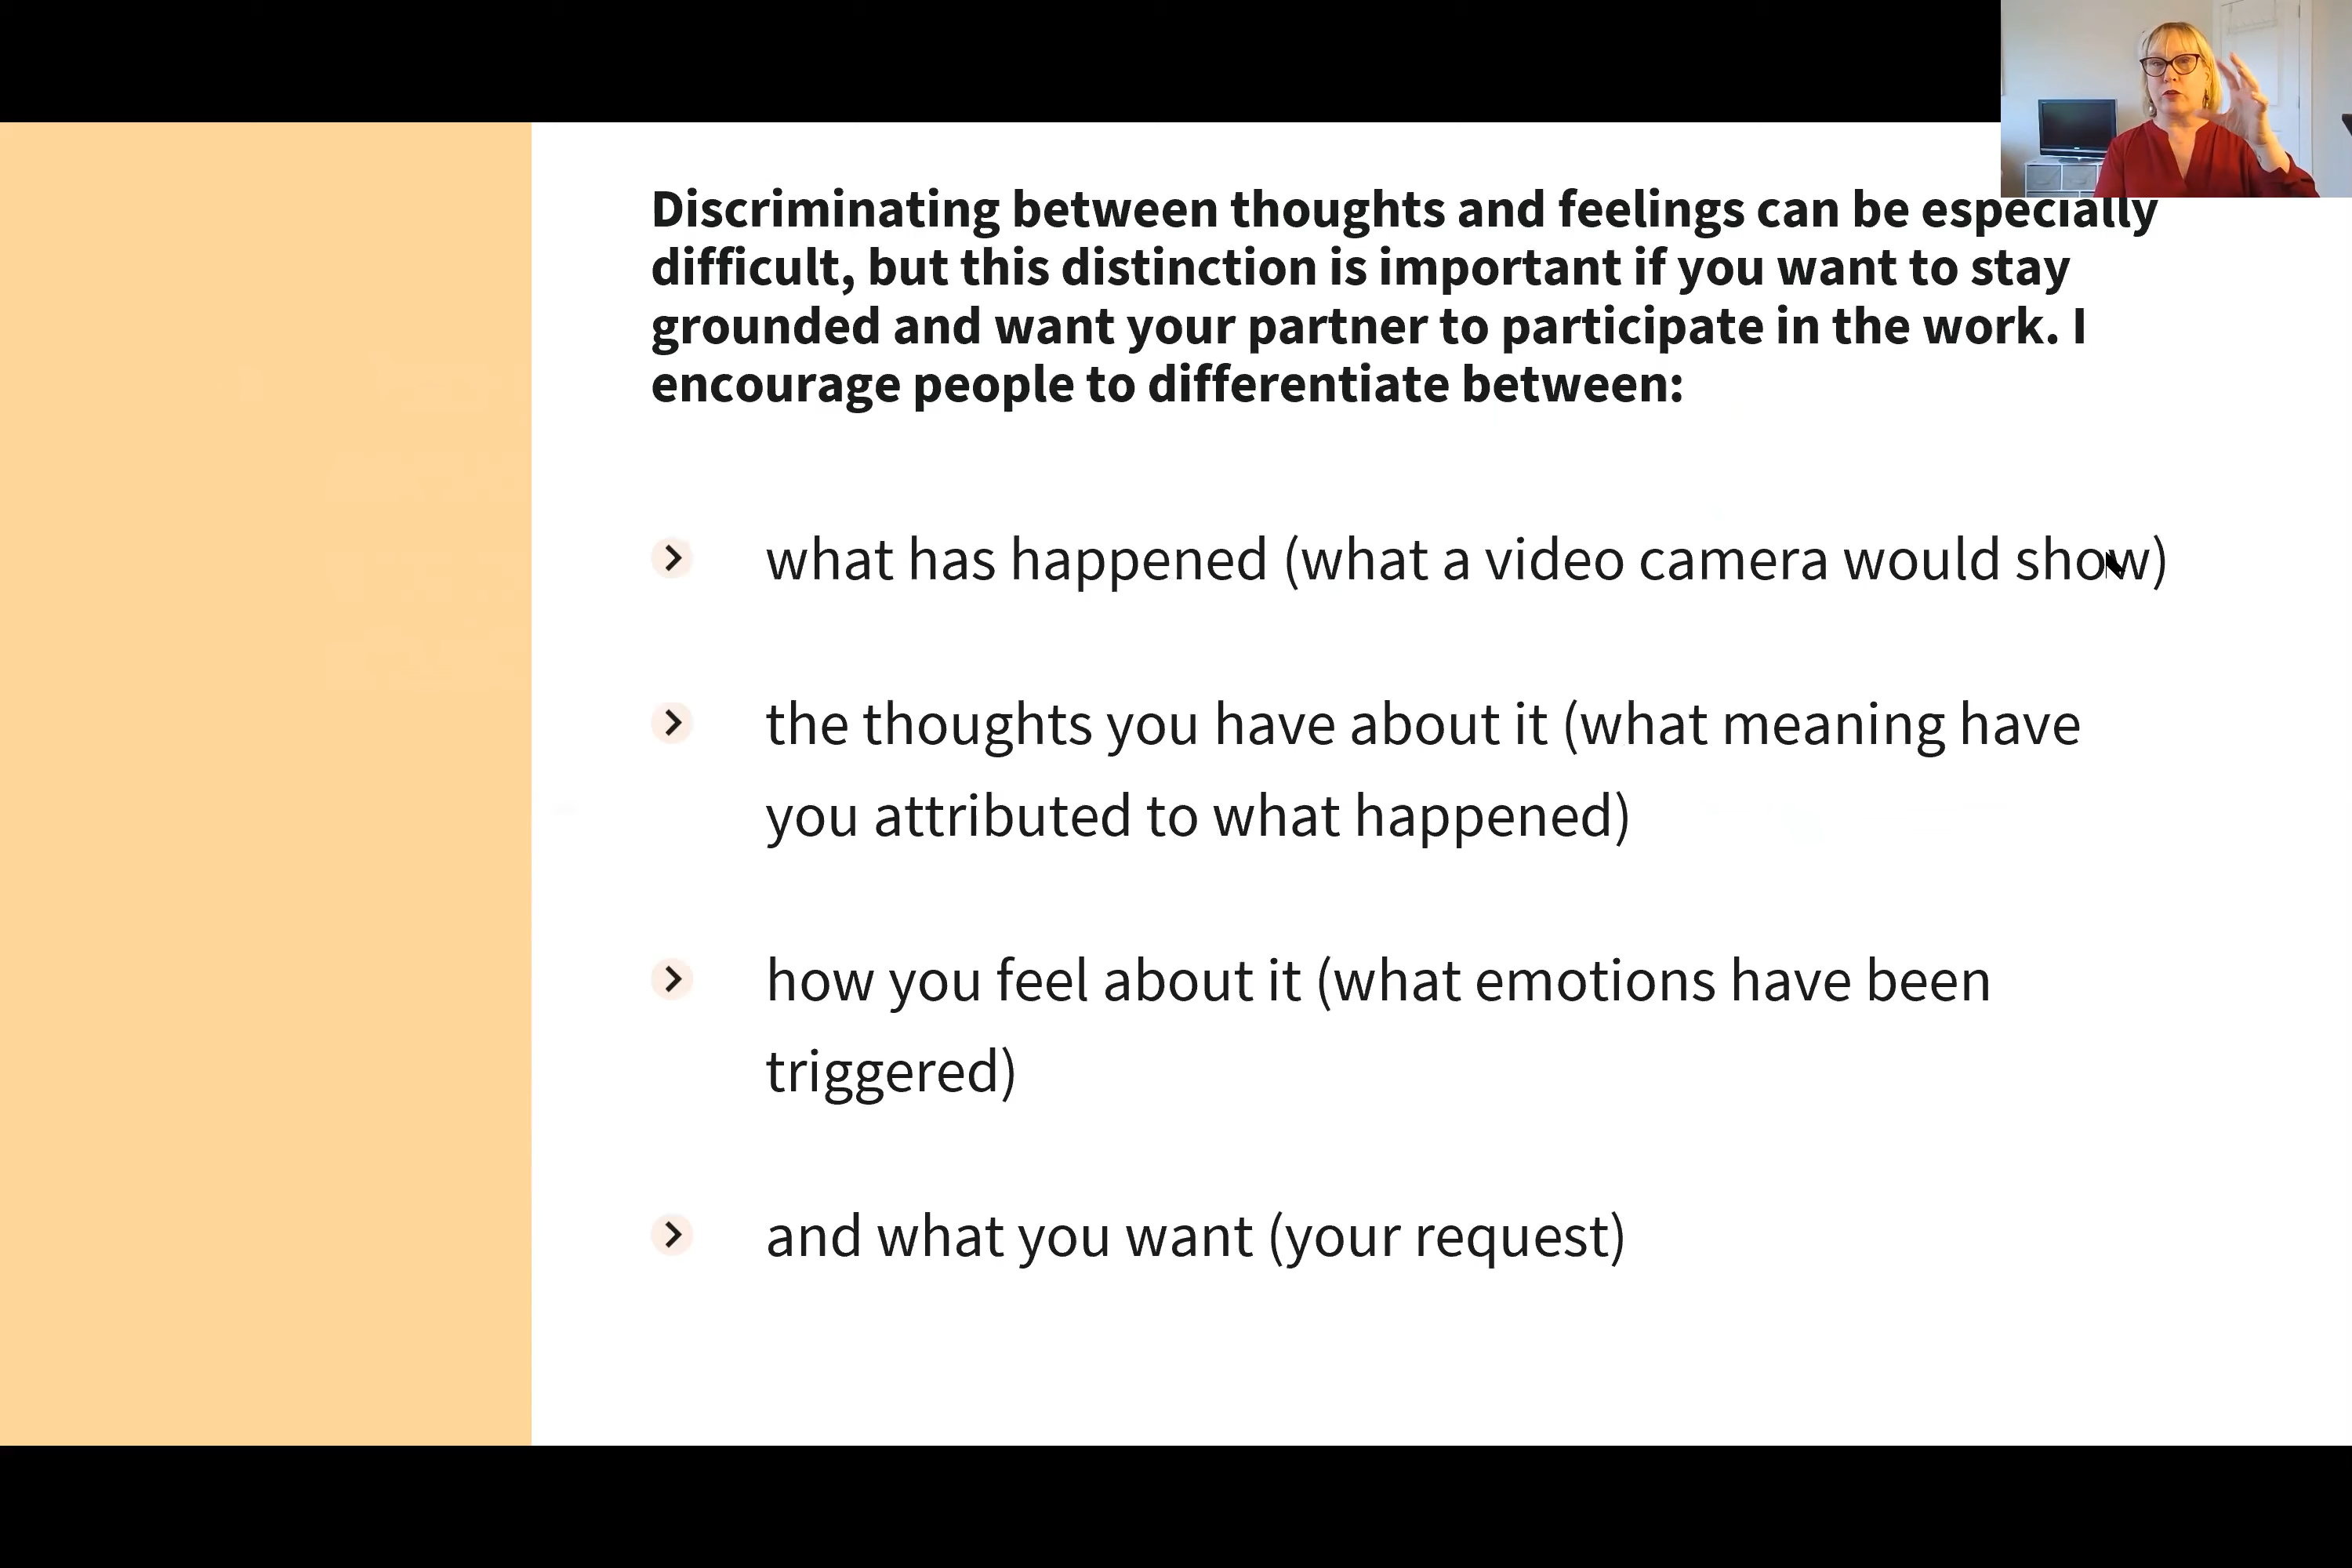 Discriminating between thoughts and feelings can be especially
difficult, but this distinction is important if you want to stay
grounded and want your partner to participate in the work. I
encourage people to differentiate between:
what has happened (what a video camera would show)
the thoughts you have about it (what meaning have
you attributed to what happened)
how you feel about it (what emotions have been
triggered)
and what you want (your request)